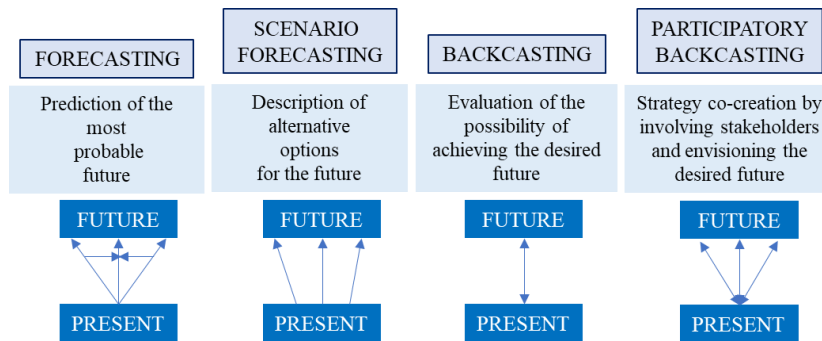 FORECASTING
Prediction of the
most
probable
future
FUTURE
PRESENT
SCENARIO
FORECASTING
Description of
alternative
options
for the future
FUTURE
PRESENT
BACKCASTING
Evaluation of the
possibility of
achieving the desired
future
FUTURE
PRESENT
PARTICIPATORY
BACKCASTING
Strategy co-creation by
involving stakeholders
and envisioning the
desired future
FUTURE
PRESENT